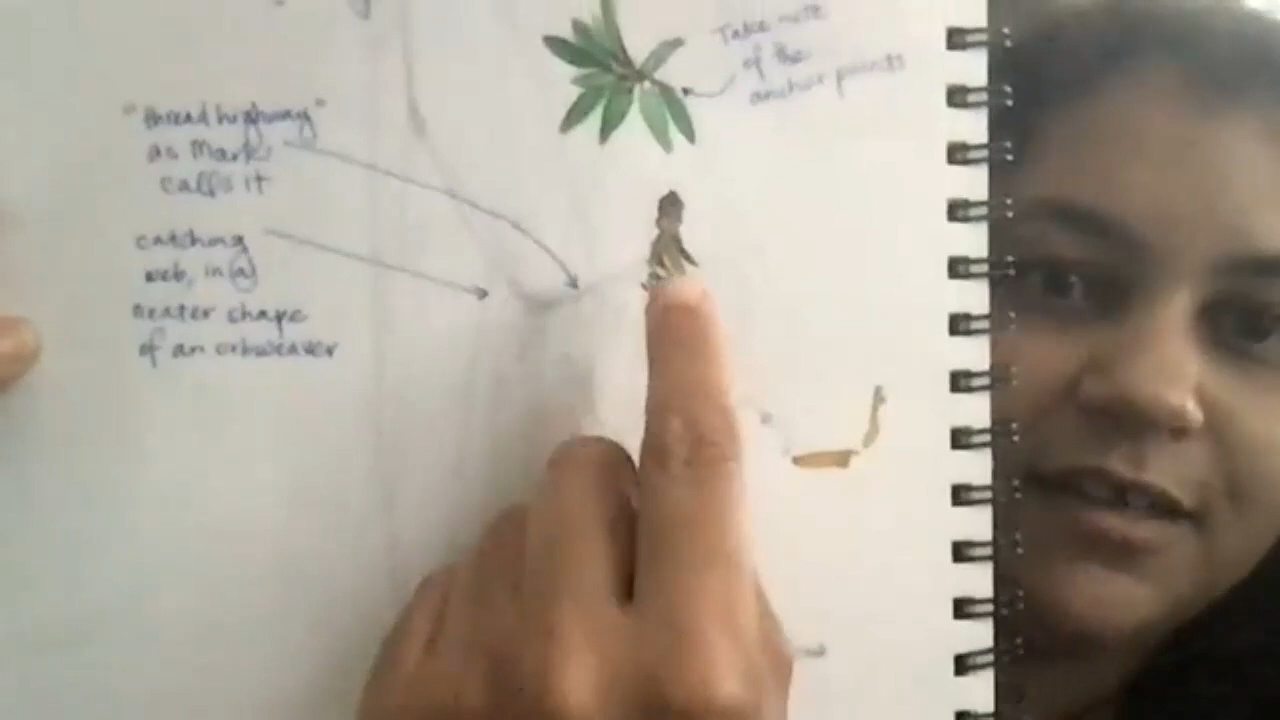 "thread highway"
as Mark
calls it
catching
web, in (a)
neater shape
of an orbweaver
Take note
of the
anchor points